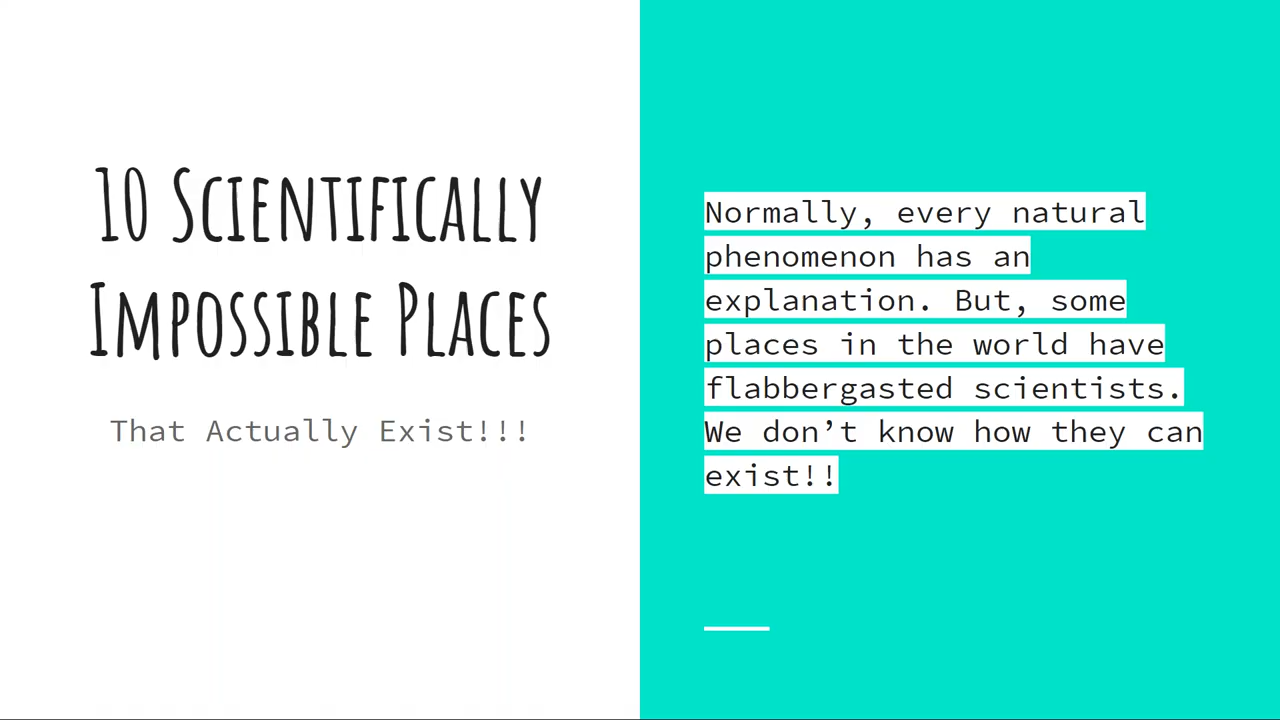 10 Scientifically
Impossible Places
That Actually Exist!!!
Normally, every natural
phenomenon has an
explanation. But, some
places in the world have
flabbergasted scientists.
We don’t know how they can
exist!!